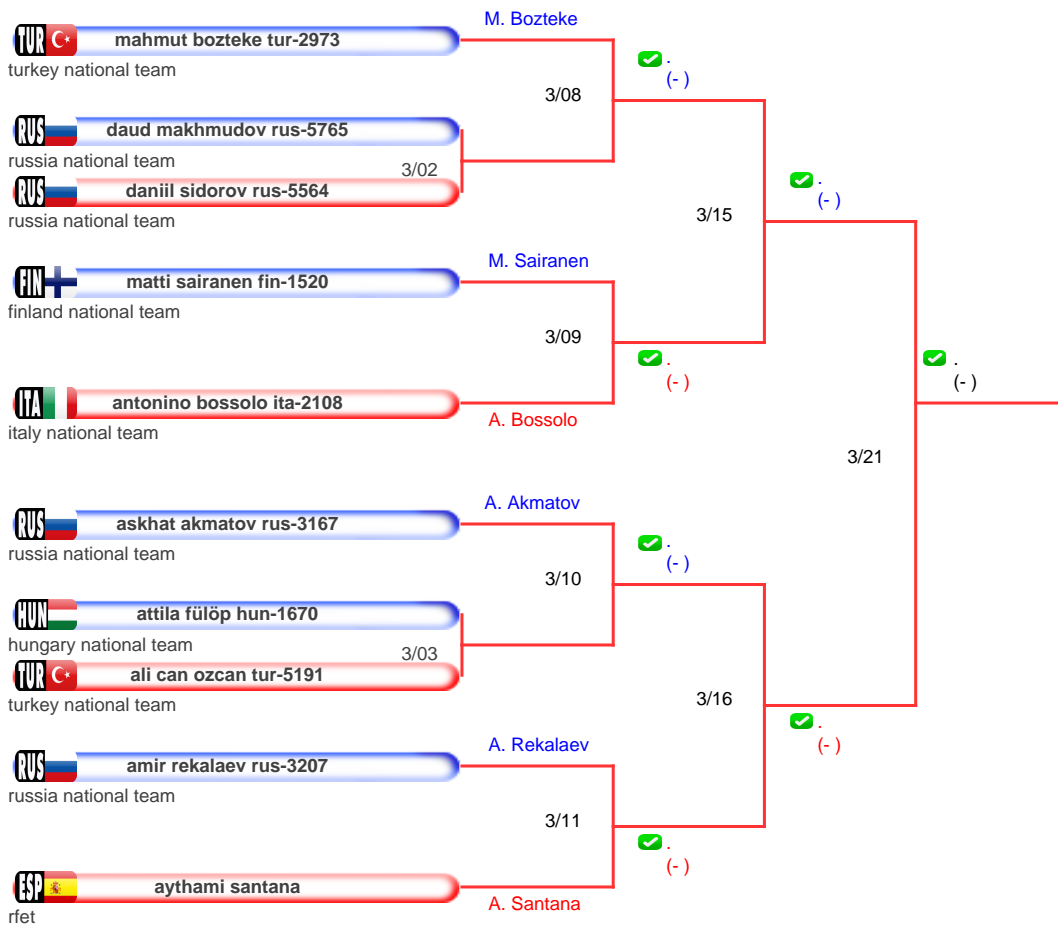 M. Bozteke
TUR mahmut bozteke tur-2973
turkey national team
.
(- )
3/08
RUS daud makhmudov rus-5765
russia national team
3/02
RUS daniil sidorov rus-5564
russia national team
.
(- )
3/15
M. Sairanen
FIN matti sairanen fin-1520
finland national team
3/09
.
(- )
.
(- )
ITA antonino bossolo ita-2108
italy national team
A. Bossolo
3/21
A. Akmatov
RUS askhat akmatov rus-3167
russia national team
.
(- )
3/10
HUN attila fülöp hun-1670
hungary national team
3/03
TUR ali can ozcan tur-5191
turkey national team
3/16
.
(- )
A. Rekalaev
RUS amir rekalaev rus-3207
russia national team
3/11
.
(- )
ESP aythami santana
rfet
A. Santana